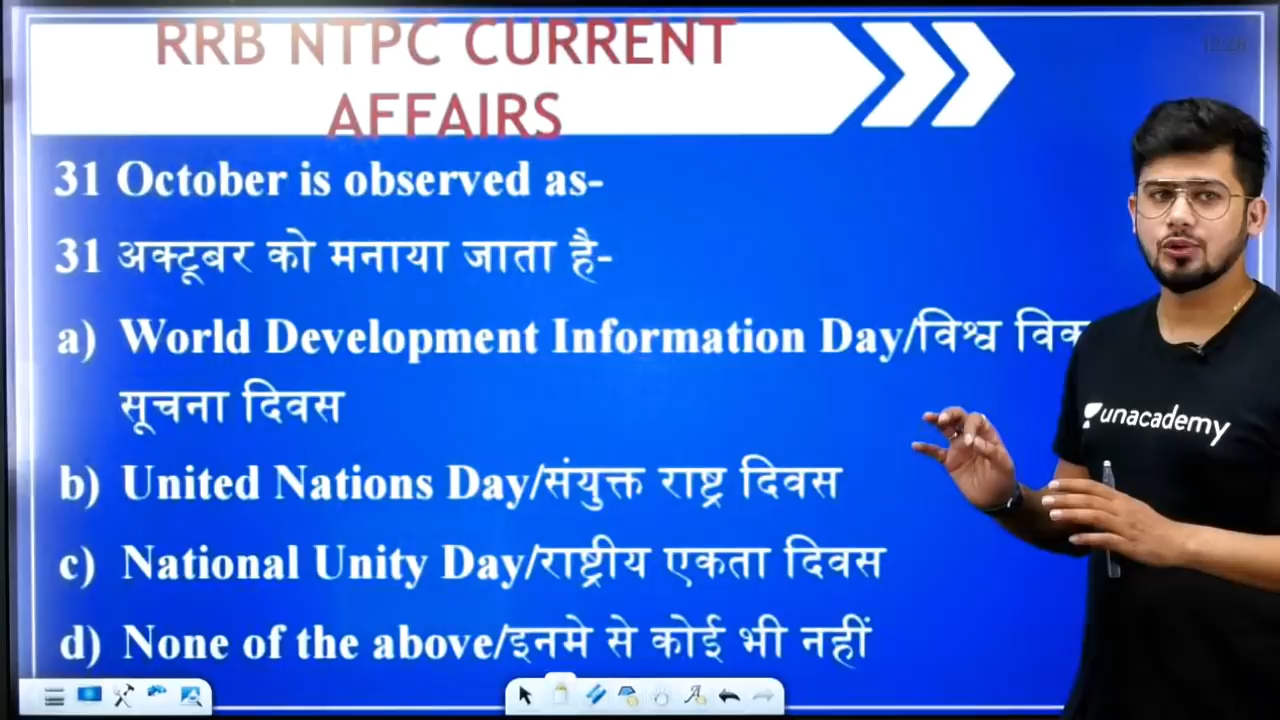 RRB NTPC CURRENT
AFFAIRS
31 October is observed as-
31 अक्टूबर को मनाया जाता है-
a) World Development Information Day/विश्व
सूचना दिवस
b) United Nations Day/संयुक्त राष्ट्र दिवस
c) National Unity Day/राष्ट्रीय एकता दिवस
d) None of the above/इनमे से कोई भी नहीं
unacademy